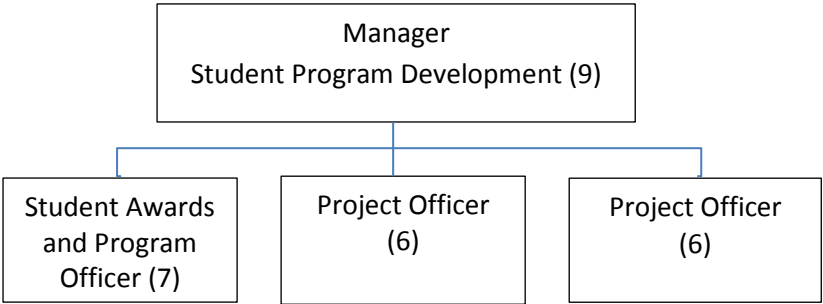 Manager
Student Program Development (9)
Student Awards
and Program
Officer (7)
Project Officer
(6)
Project Officer
(6)